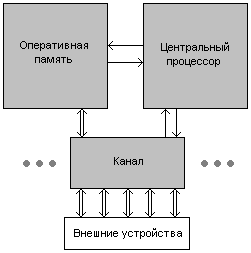 Оперативная
память
Центральный
процессор
Канал
Внешние устройства